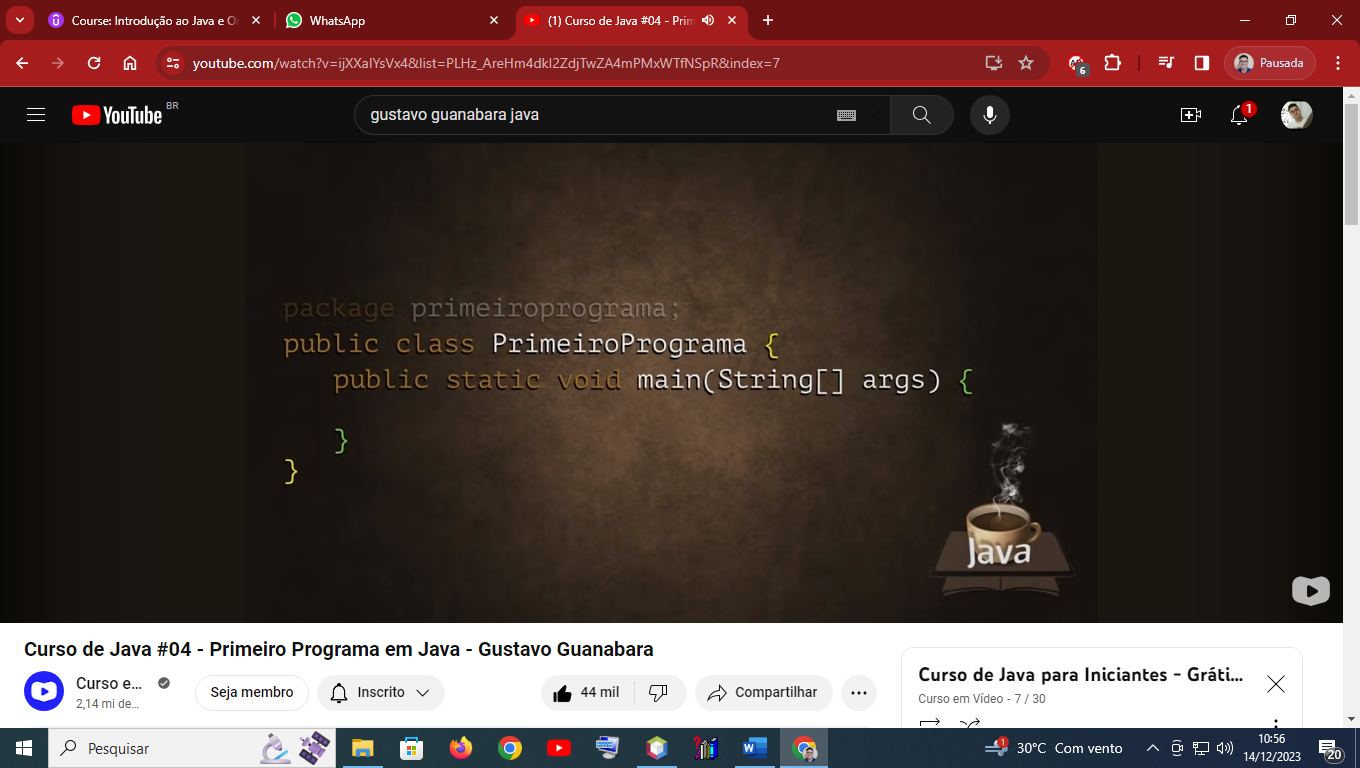 Course: Introdução ao Java e O
WhatsApp
(1) Curso de Java #04 - Prim
youtube.com/watch?v=ijXXaIYsVx4&list=PLHz_AreHm4dkI2ZdjTwZA4mPMxWTfNSpR&index=7
6
Pausada
YouTube BR
gustavo guanabara java
1
package primeiroprograma;
public class PrimeiroPrograma {
public static void main(String[] args) {
}
}
Java
Curso de Java #04 - Primeiro Programa em Java - Gustavo Guanabara
Curso e...
2,14 mi de...
Seja membro
Inscrito
44 mil
Compartilhar
Curso de Java para Iniciantes - Gráti...
Curso em Vídeo - 7 / 30
Pesquisar
1
30°C Com vento
10:56
14/12/2023
20